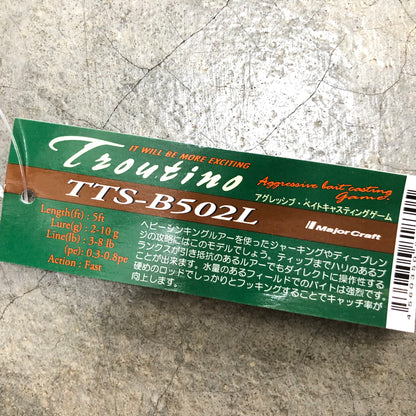 IT WILL BE MORE EXCITING
Troutino
Aggressive bait casting
Game.
TTS-B502L
アグレッシブ・ベイトキャスティングゲーム
MajorCraft
Length(ft) : 5ft
Lure(g) : 2-10 g
Line(lb) : 3-8 lb
(pe) : 0.3-0.8pe
Action : Fast
ヘビーシンキングルアーを使ったジャーキングやディープレン
ジの攻略にはこのモデルでしょう。ティップまでハリのあるブ
ランクスが引き抵抗のあるルアーでもダイレクトに操作性する
ことが出来ます。水量のあるフィールドでのバイトは強烈です。
硬めのロッドでしっかりとフッキングすることでキャッチ率が
向上します。